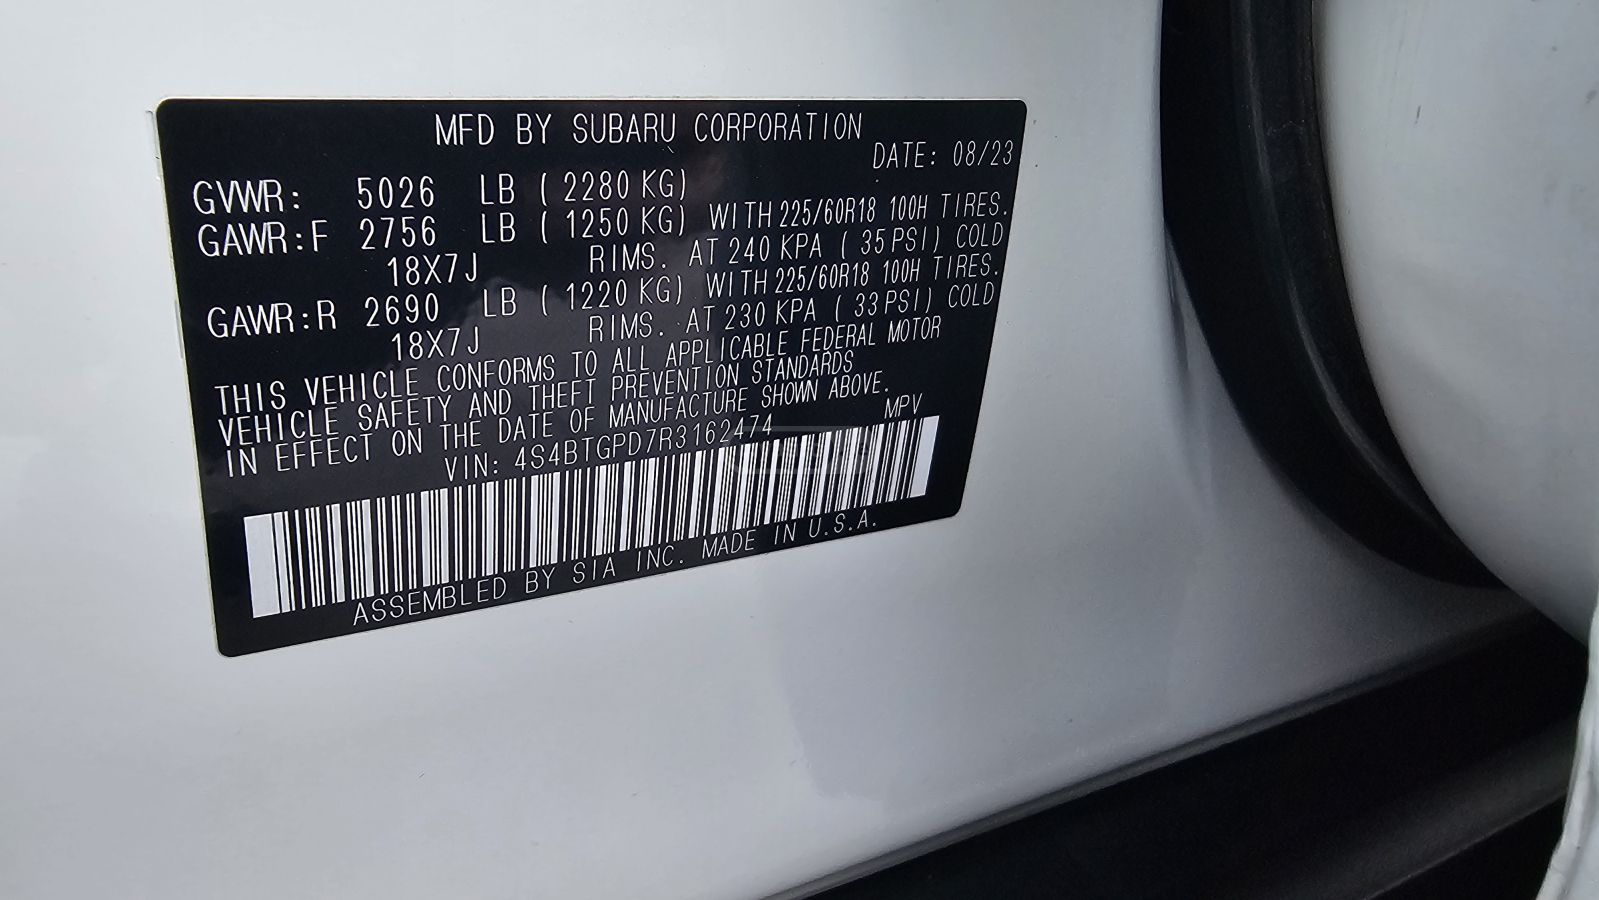 MFD BY SUBARU CORPORATION
DATE: 08/23
GVWR: 5026 LB ( 2280 KG)
GAWR:F 2756 LB ( 1250 KG) WITH 225/60R18 100H TIRES.
18X7J RIMS. AT 240 KPA ( 35 PSI) COLD
GAWR:R 2690 LB ( 1220 KG) WITH 225/60R18 100H TIRES.
18X7J RIMS. AT 230 KPA ( 33 PSI) COLD
THIS VEHICLE CONFORMS TO ALL APPLICABLE FEDERAL MOTOR
VEHICLE SAFETY AND THEFT PREVENTION STANDARDS
IN EFFECT ON THE DATE OF MANUFACTURE SHOWN ABOVE.
VIN: 4S4BTGPD7R3162474 MPV
ASSEMBLED BY SIA INC. MADE IN U.S.A.